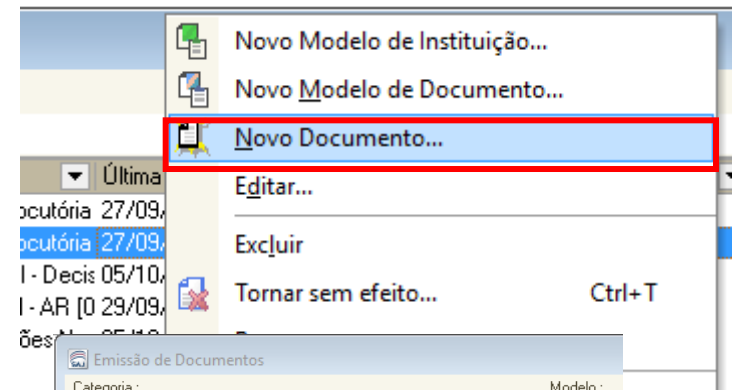 Novo Modelo de Instituição...
Novo Modelo de Documento...
Novo Documento...
Última
Editar...
ocutória 27/09/
ocutória 27/09/
Excluir
l - Decis 05/10/
Tornar sem efeito... Ctrl+T
l - AR [0 29/09/
ões
Emissão de Documentos
Categoria : Modelo :